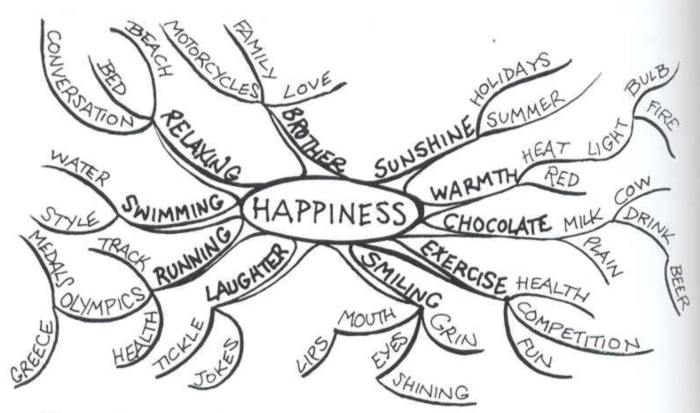 HAPPINESS
RELAXING
CONVERSATION
BED
BEACH
BROTHER
MOTORCYCLES
FAMILY
LOVE
SUNSHINE
HOLIDAYS
SUMMER
WARMTH
HEAT
LIGHT
BULB
FIRE
RED
CHOCOLATE
MILK
COW
DRINK
BEER
PLAIN
EXERCISE
HEALTH
COMPETITION
FUN
SMILING
GRIN
EYES
SHINING
MOUTH
LIPS
LAUGHTER
JOKES
TICKLE
RUNNING
TRACK
OLYMPICS
MEDALS
GREECE
HEALTH
SWIMMING
WATER
STYLE